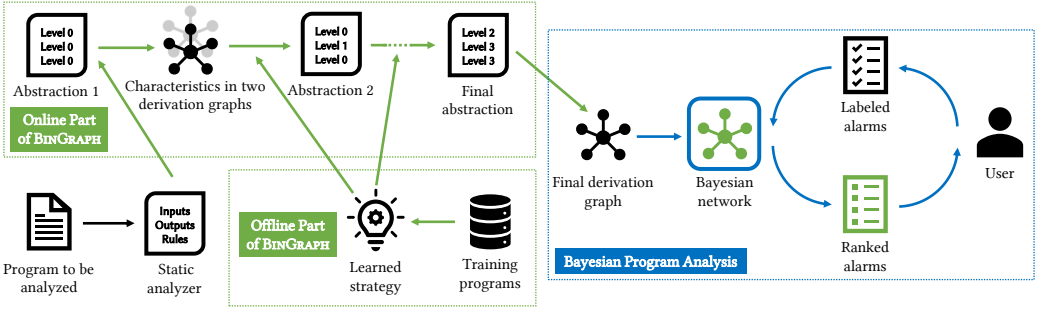 Level 0
Level 0
Level 0
Abstraction 1
Characteristics in two
derivation graphs
Level 0
Level 1
Level 0
Abstraction 2
Level 2
Level 3
Level 3
Final
abstraction
Online Part
of BINGRAPH
Program to be
analyzed
Inputs
Outputs
Rules
Static
analyzer
Offline Part
of BINGRAPH
Learned
strategy
Training
programs
Final derivation
graph
Bayesian
network
Labeled
alarms
Ranked
alarms
User
Bayesian Program Analysis